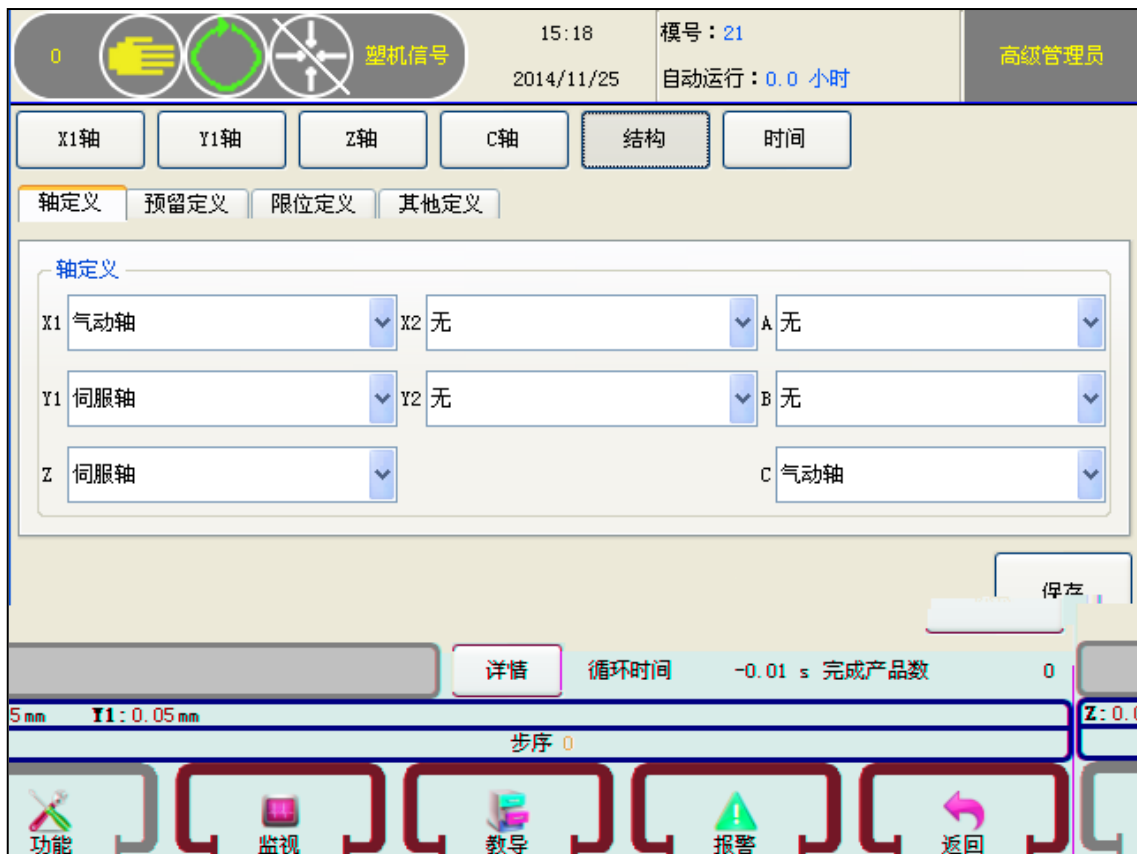 0 塑机信号 15:18 模号：21 高级管理员
2014/11/25 自动运行：0.0 小时
X1轴 Y1轴 Z轴 C轴 结构 时间
轴定义 预留定义 限位定义 其他定义
轴定义
X1 气动轴 X2 无 A 无
Y1 伺服轴 Y2 无 B 无
Z 伺服轴 C 气动轴
保存
详情 循环时间 -0.01 s 完成产品数 0
5mm Y1:0.05mm Z:0.0
步序 0
功能 监视 教导 报警 返回